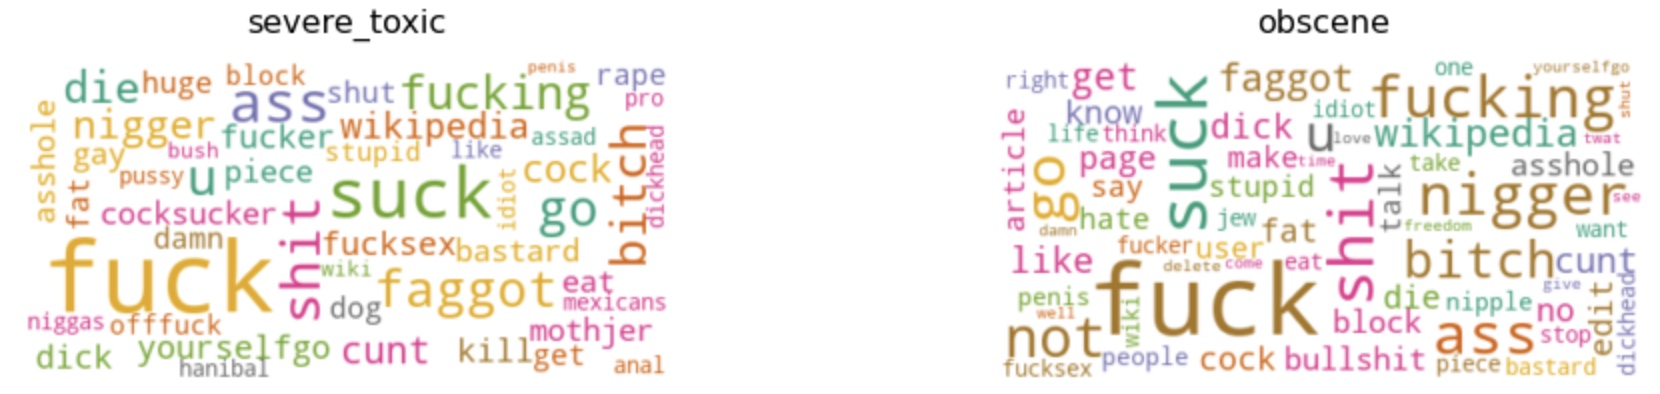 severe_toxic
die
huge
block
penis
rape
ass
shut
fucking
pro
asshole
nigger
fucker
wikipedia
assad
bitch
dickhead
gay
bush
stupid
like
pussy
u
piece
cock
fat
suck
idiot
go
cocksucker
shit
damn
fucksex
bastard
fuck
wiki
faggot
eat
dog
mexicans
niggas
offfuck
mothjer
dick
yourselfgo
cunt
kill
get
hanibal
anal
obscene
right
get
suck
faggot
one
yourselfgo
know
idiot
fucking
shut
article
life
think
dick
u
love
wikipedia
twat
go
page
make
time
take
asshole
say
stupid
shit
talk
nigger
see
hate
jew
freedom
damn
fat
want
fucker
user
like
delete
come
eat
bitch
cunt
penis
fuck
die
nipple
give
well
wiki
block
no
edit
dickhead
not
ass
stop
people
cock
bullshit
piece
bastard
fucksex